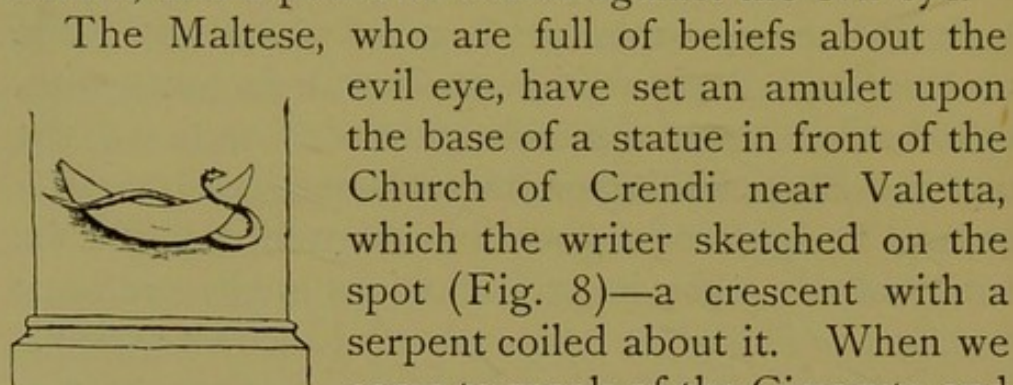 The Maltese, who are full of beliefs about the
evil eye, have set an amulet upon
the base of a statue in front of the
Church of Crendi near Valetta,
which the writer sketched on the
spot (Fig. 8)—a crescent with a
serpent coiled about it. When we